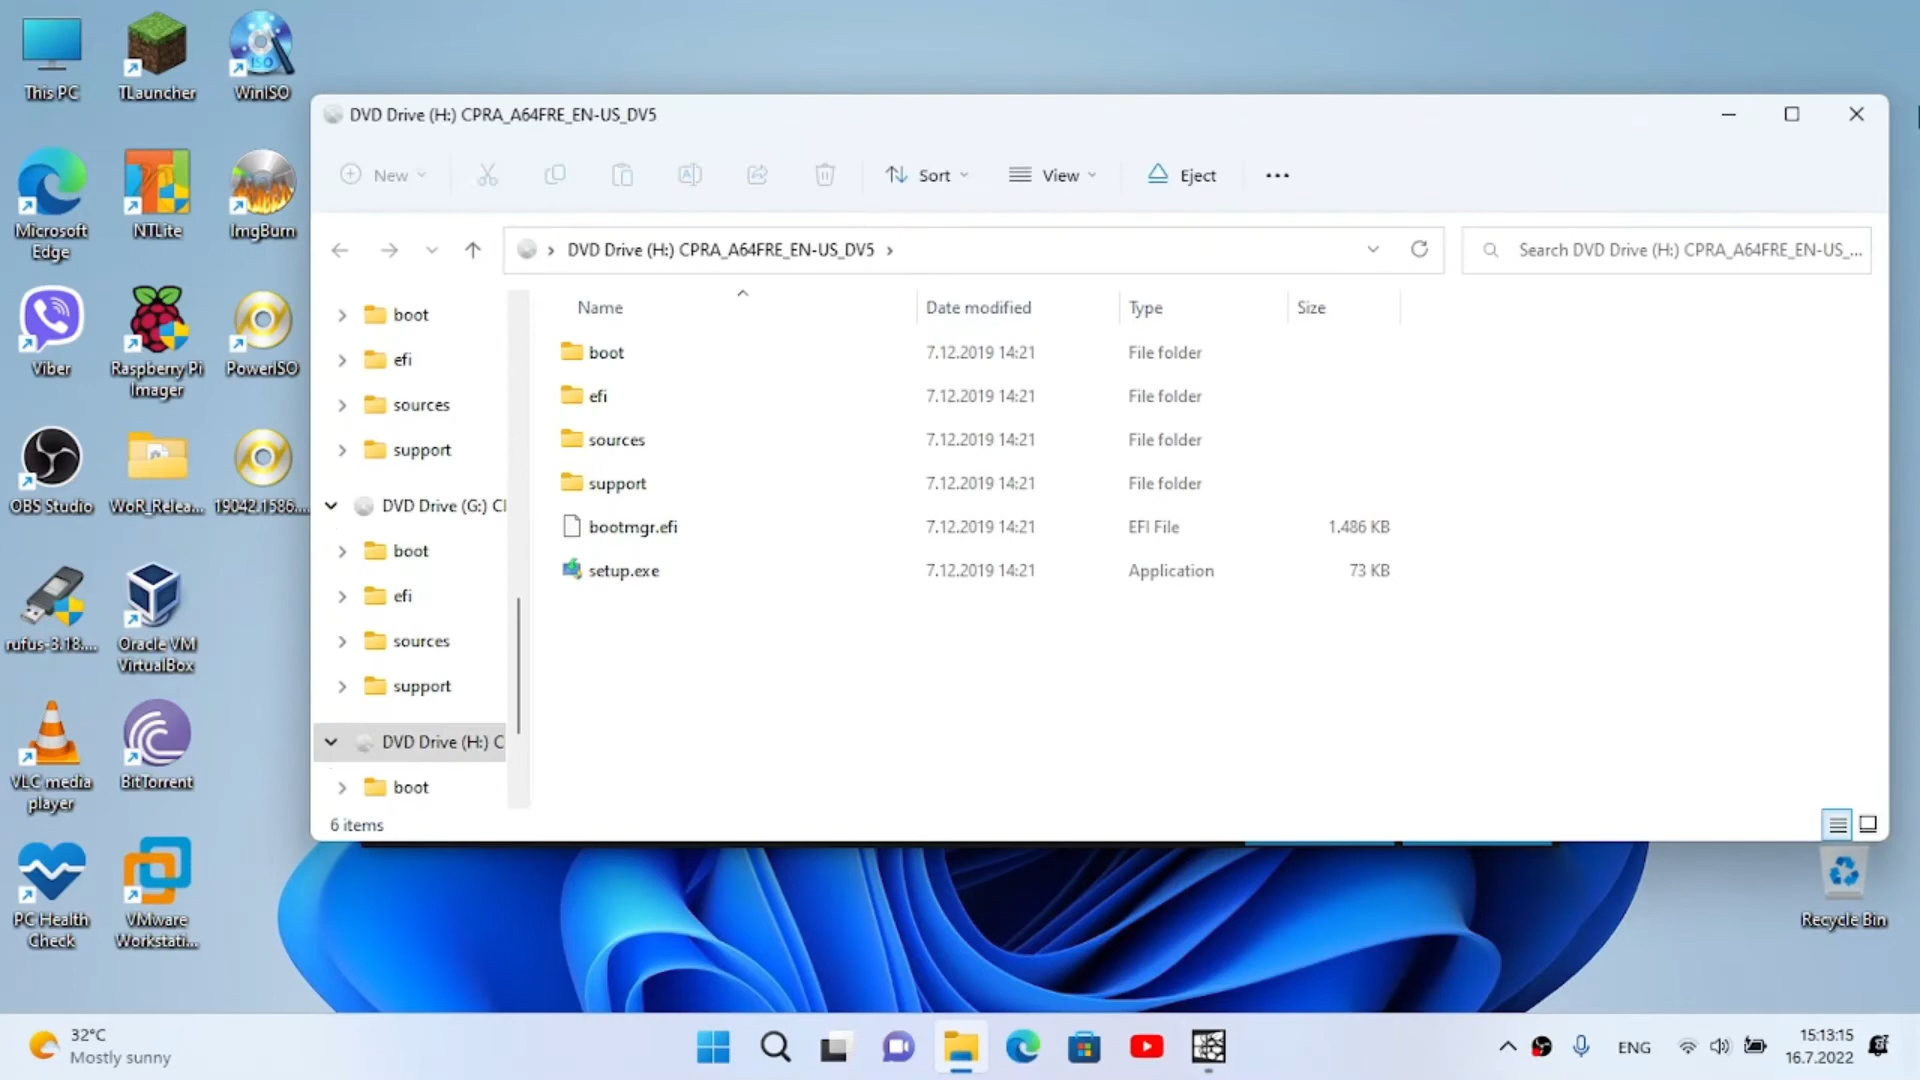 This PC
TLauncher
WinISO
Microsoft
Edge
NTLite
ImgBurn
Viber
Raspberry Pi
Imager
PowerISO
OBS Studio
WoR_Relea...
19042.1586....
rufus-3.18....
Oracle VM
VirtualBox
VLC media
player
BitTorrent
PC Health
Check
VMware
Workstati...
DVD Drive (H:) CPRA_A64FRE_EN-US_DV5
New
Sort
View
Eject
DVD Drive (H:) CPRA_A64FRE_EN-US_DV5
Search DVD Drive (H:) CPRA_A64FRE_EN-US_...
boot
efi
sources
support
DVD Drive (G:) C
boot
efi
sources
support
DVD Drive (H:) C
boot
Name Date modified Type Size
boot 7.12.2019 14:21 File folder
efi 7.12.2019 14:21 File folder
sources 7.12.2019 14:21 File folder
support 7.12.2019 14:21 File folder
bootmgr.efi 7.12.2019 14:21 EFI File 1.486 KB
setup.exe 7.12.2019 14:21 Application 73 KB
6 items
Recycle Bin
32°C
Mostly sunny
ENG
15:13:15
16.7.2022